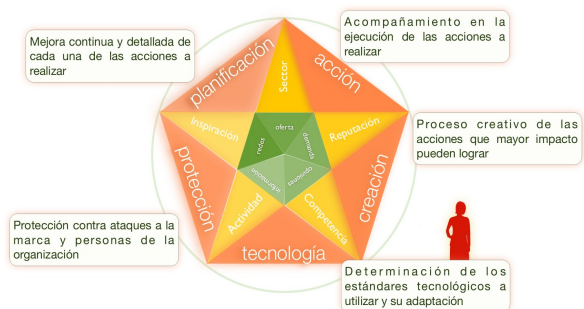 Acompañamiento en la
ejecución de las acciones a
realizar
Mejora continua y detallada de
cada una de las acciones a
realizar
planificación
acción
Sector
Inspiración
Reputación
oferta
redes
demanda
información
opiniones
Proceso creativo de las
acciones que mayor impacto
pueden lograr
protección
creación
Actividad
Competencia
tecnología
Protección contra ataques a la
marca y personas de la
organización
Determinación de los
estándares tecnológicos a
utilizar y su adaptación